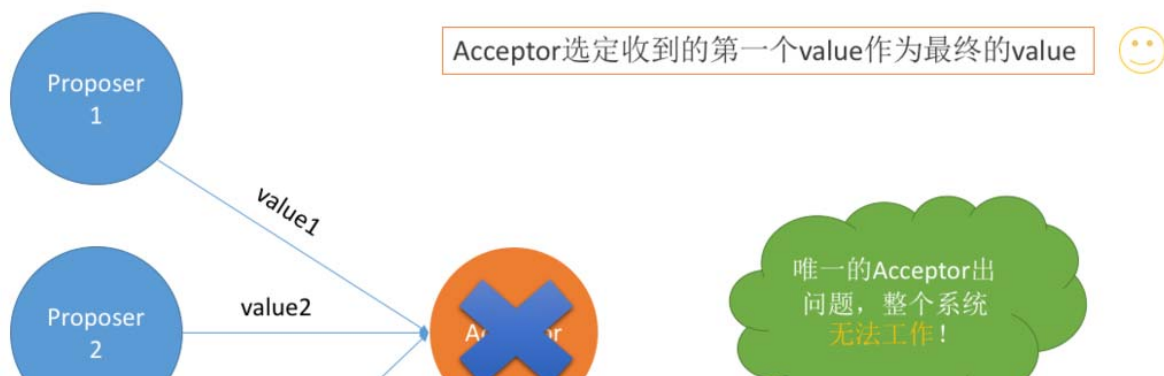 Acceptor选定收到的第一个value作为最终的value
Proposer
1
value1
唯一的Acceptor出
问题，整个系统
无法工作！
Proposer
2
value2